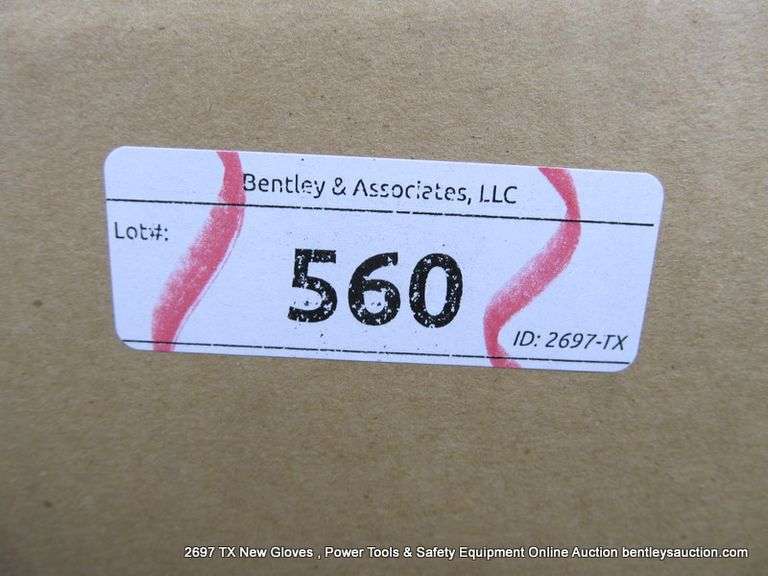 Bentley & Associates, LLC
Lot#:
560
ID: 2697-TX
2697 TX New Gloves , Power Tools & Safety Equipment Online Auction bentleysauction.com